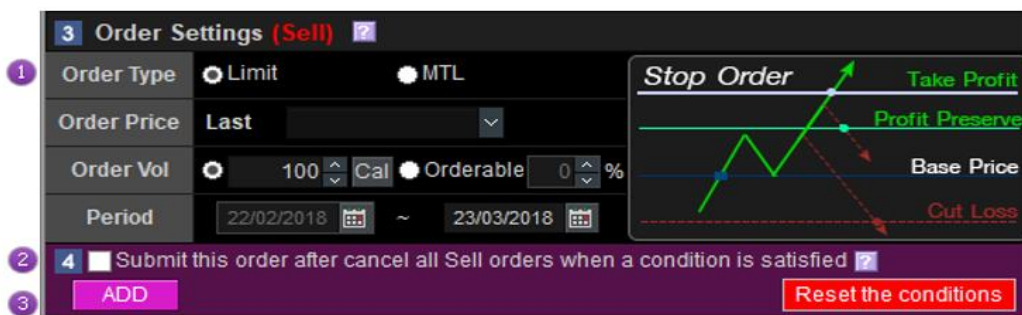 3 Order Settings (Sell) ?
1 Order Type Limit MTL
Order Price Last
Order Vol 100 Cal Orderable 0 %
Period 22/02/2018 ~ 23/03/2018
Stop Order Take Profit
Profit Preserve
Base Price
Cut Loss
2 4 Submit this order after cancel all Sell orders when a condition is satisfied ?
3 ADD Reset the conditions